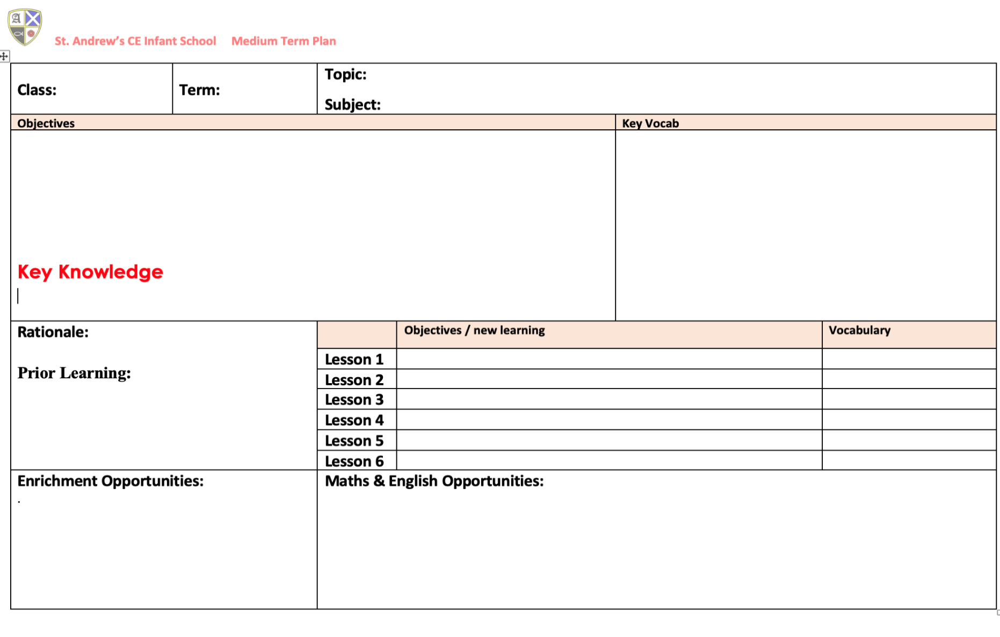 A
St. Andrew’s CE Infant School Medium Term Plan
Class:
Term:
Topic:
Subject:
Objectives
Key Vocab
Key Knowledge
Rationale:
Prior Learning:
Objectives / new learning
Vocabulary
Lesson 1
Lesson 2
Lesson 3
Lesson 4
Lesson 5
Lesson 6
Enrichment Opportunities:
.
Maths & English Opportunities: